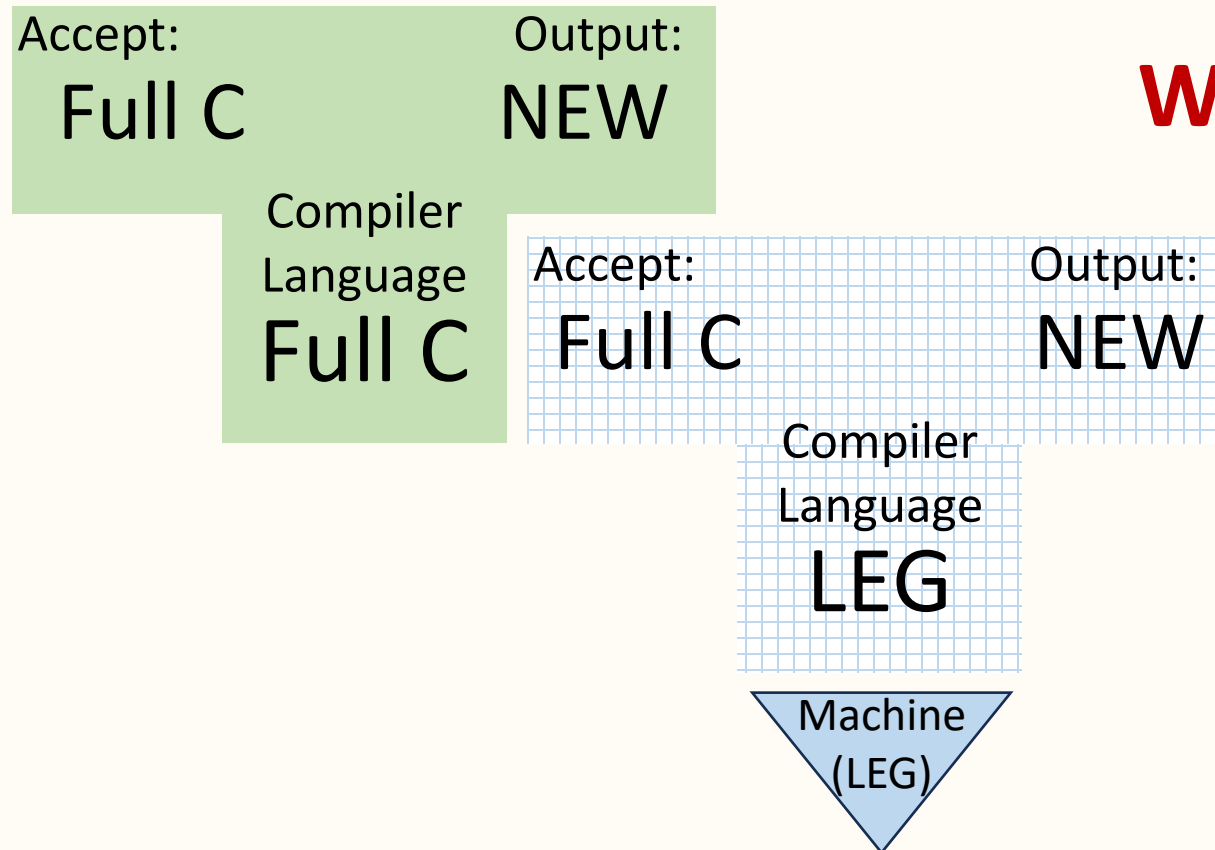 Accept:
Output:
Full C
NEW
W
Compiler
Language
Full C
Accept:
Output:
Full C
NEW
Compiler
Language
LEG
Machine
(LEG)